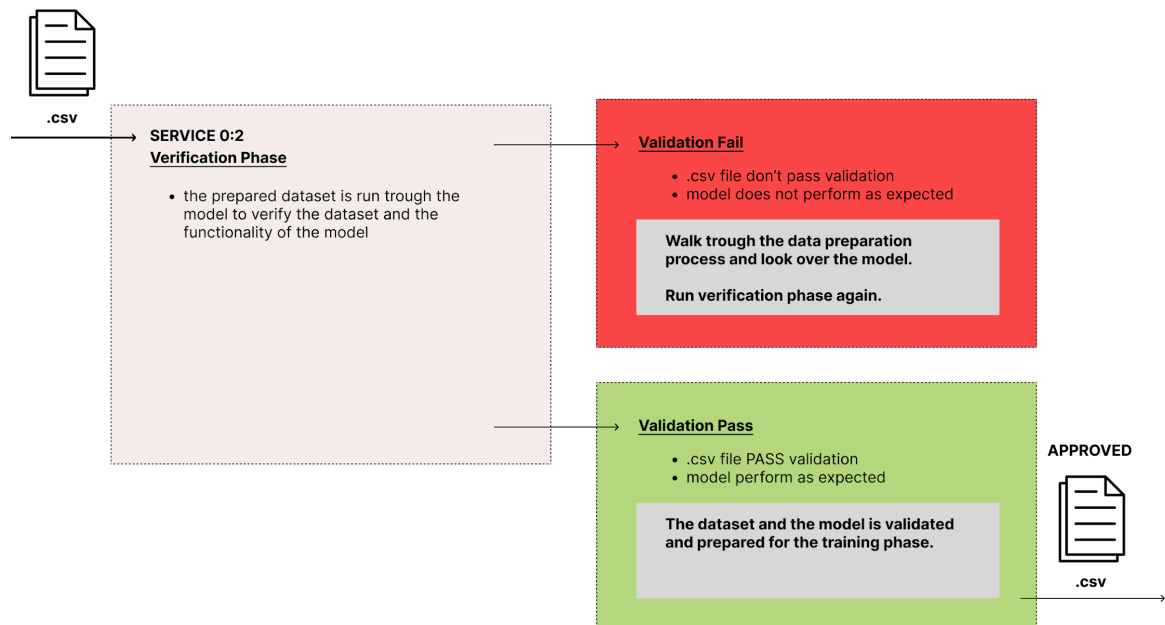 .csv
SERVICE 0:2
Verification Phase
the prepared dataset is run trough the
model to verify the dataset and the
functionality of the model
Validation Fail
.csv file don't pass validation
model does not perform as expected
Walk trough the data preparation
process and look over the model.
Run verification phase again.
Validation Pass
.csv file PASS validation
model perform as expected
The dataset and the model is validated
and prepared for the training phase.
APPROVED
.csv